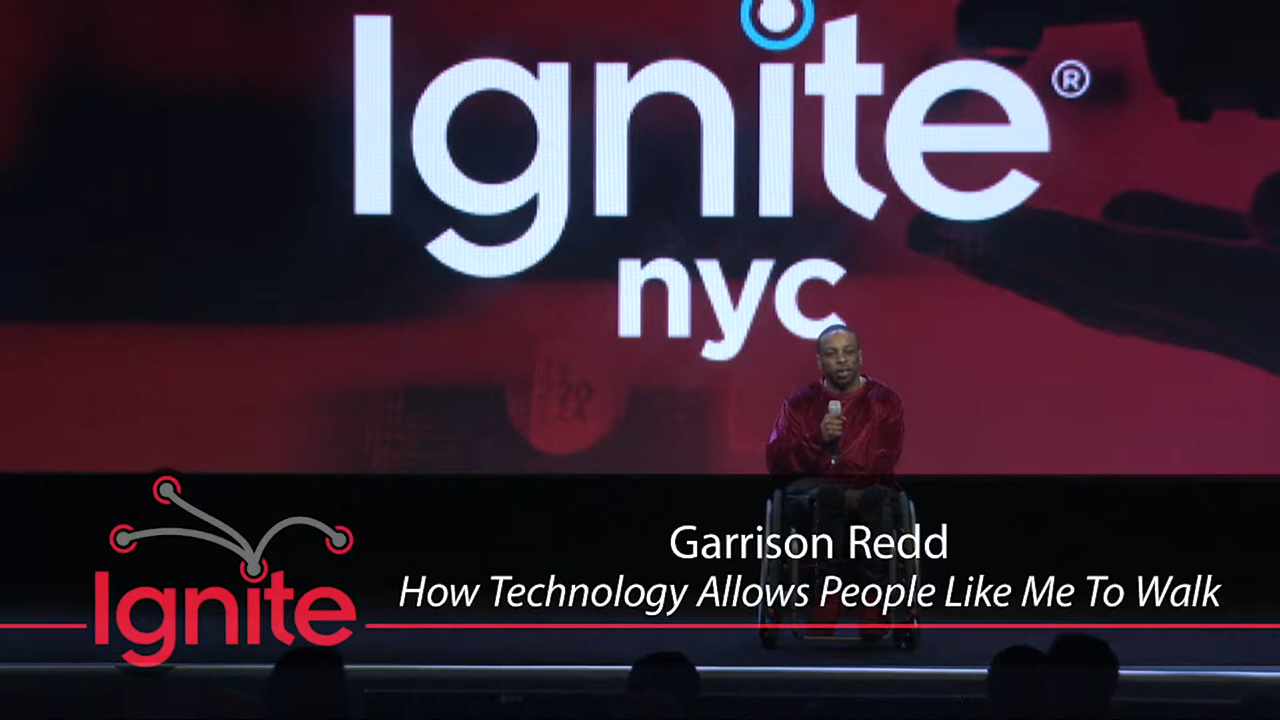 Ignite®
nyc
Garrison Redd
How Technology Allows People Like Me To Walk
Ignite